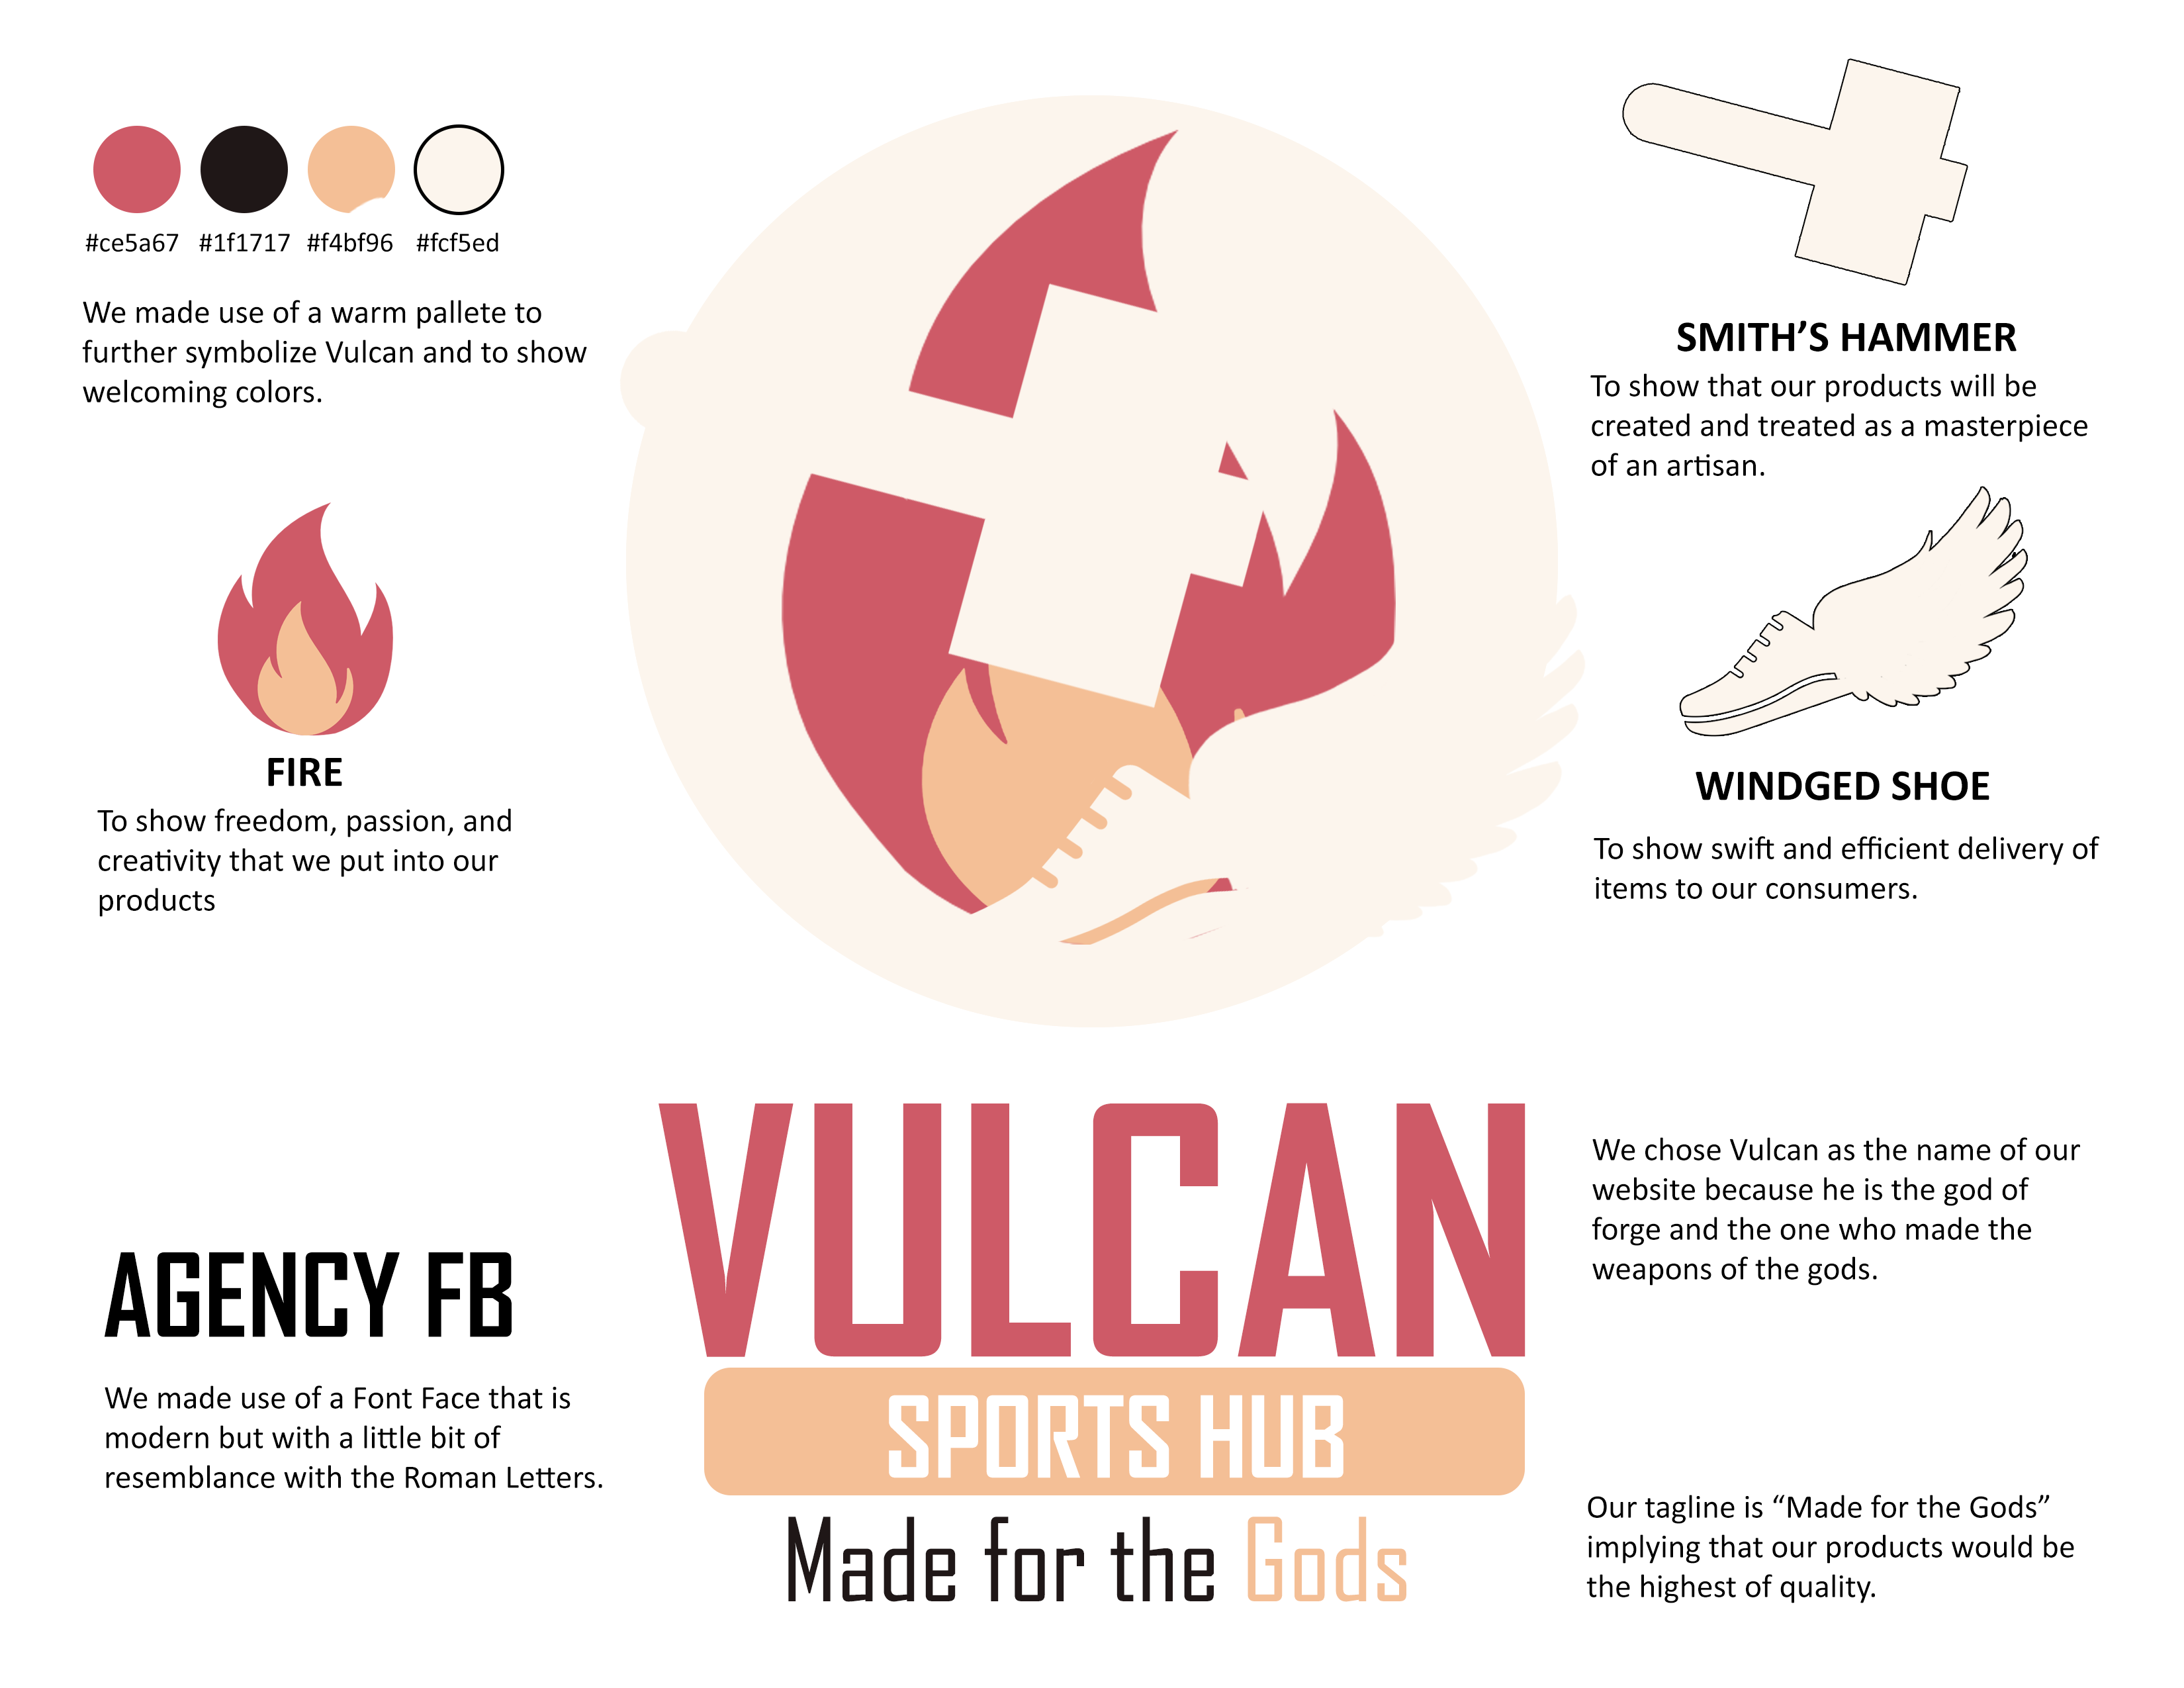 #ce5a67 #1f1717 #f4bf96 #fcf5ed
We made use of a warm pallete to
further symbolize Vulcan and to show
welcoming colors.
FIRE
To show freedom, passion, and
creativity that we put into our
products
SMITH'S HAMMER
To show that our products will be
created and treated as a masterpiece
of an artisan.
WINDGED SHOE
To show swift and efficient delivery of
items to our consumers.
AGENCY FB
We made use of a Font Face that is
modern but with a little bit of
resemblance with the Roman Letters.
VULCAN
SPORTS HUB
Made for the Gods
We chose Vulcan as the name of our
website because he is the god of
forge and the one who made the
weapons of the gods.
Our tagline is “Made for the Gods”
implying that our products would be
the highest of quality.